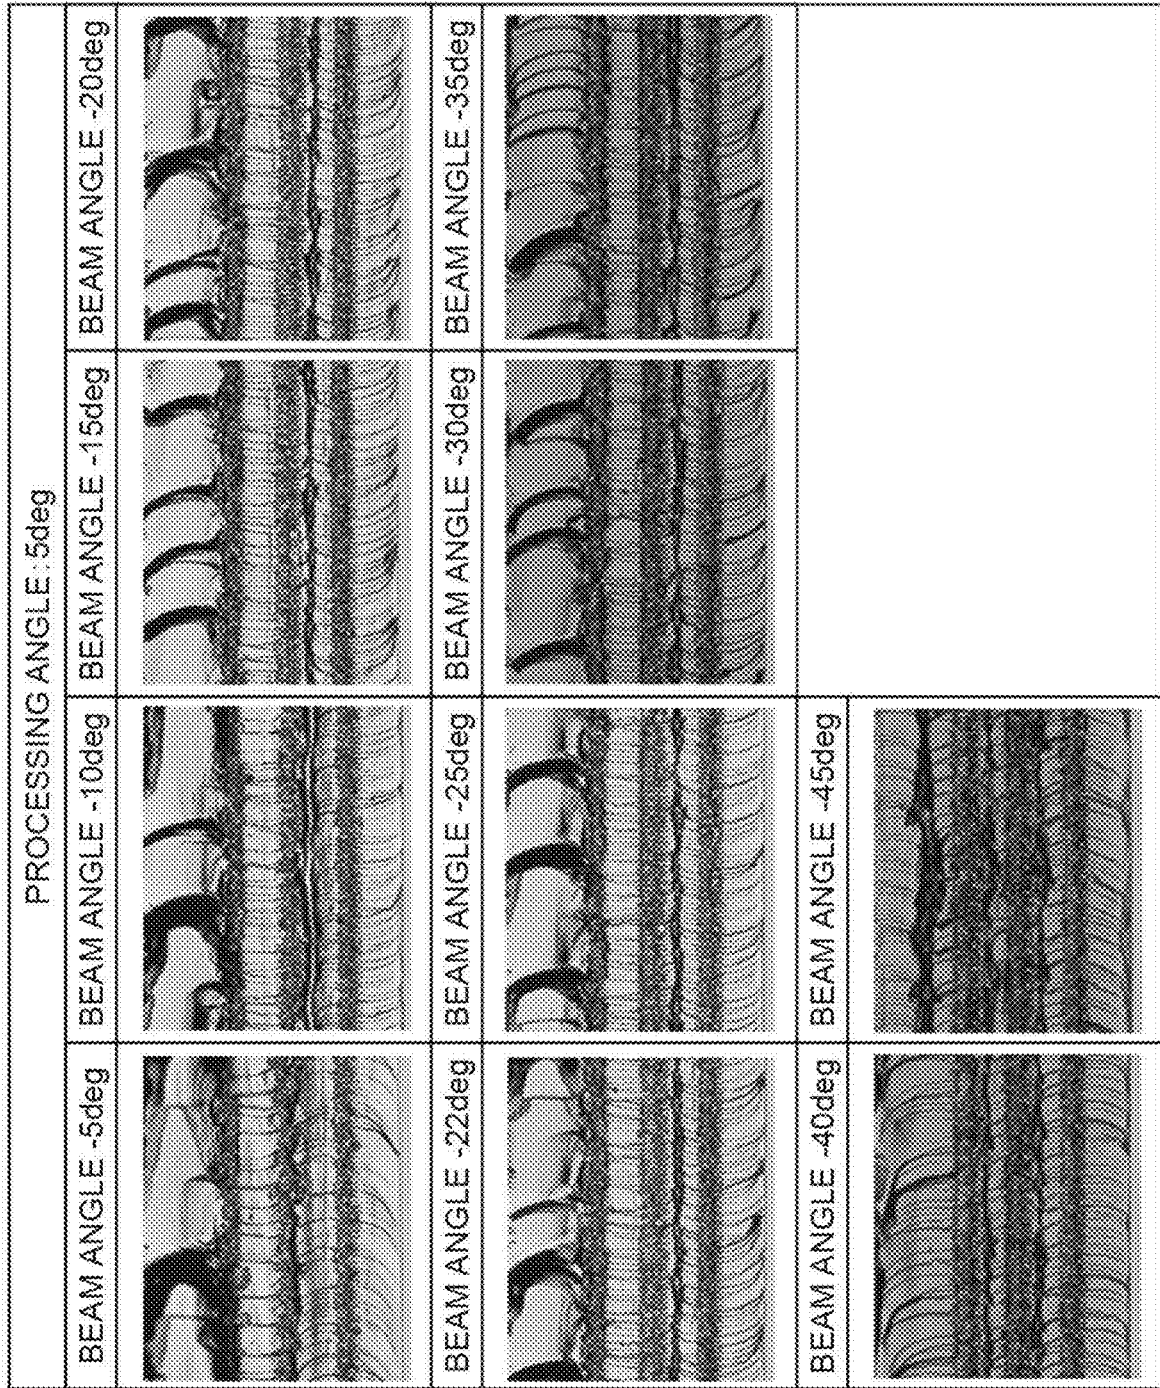 PROCESSING ANGLE:5deg
BEAM ANGLE -5deg
BEAM ANGLE -10deg
BEAM ANGLE -15deg
BEAM ANGLE -20deg
BEAM ANGLE -22deg
BEAM ANGLE -25deg
BEAM ANGLE -30deg
BEAM ANGLE -35deg
BEAM ANGLE -40deg
BEAM ANGLE -45deg